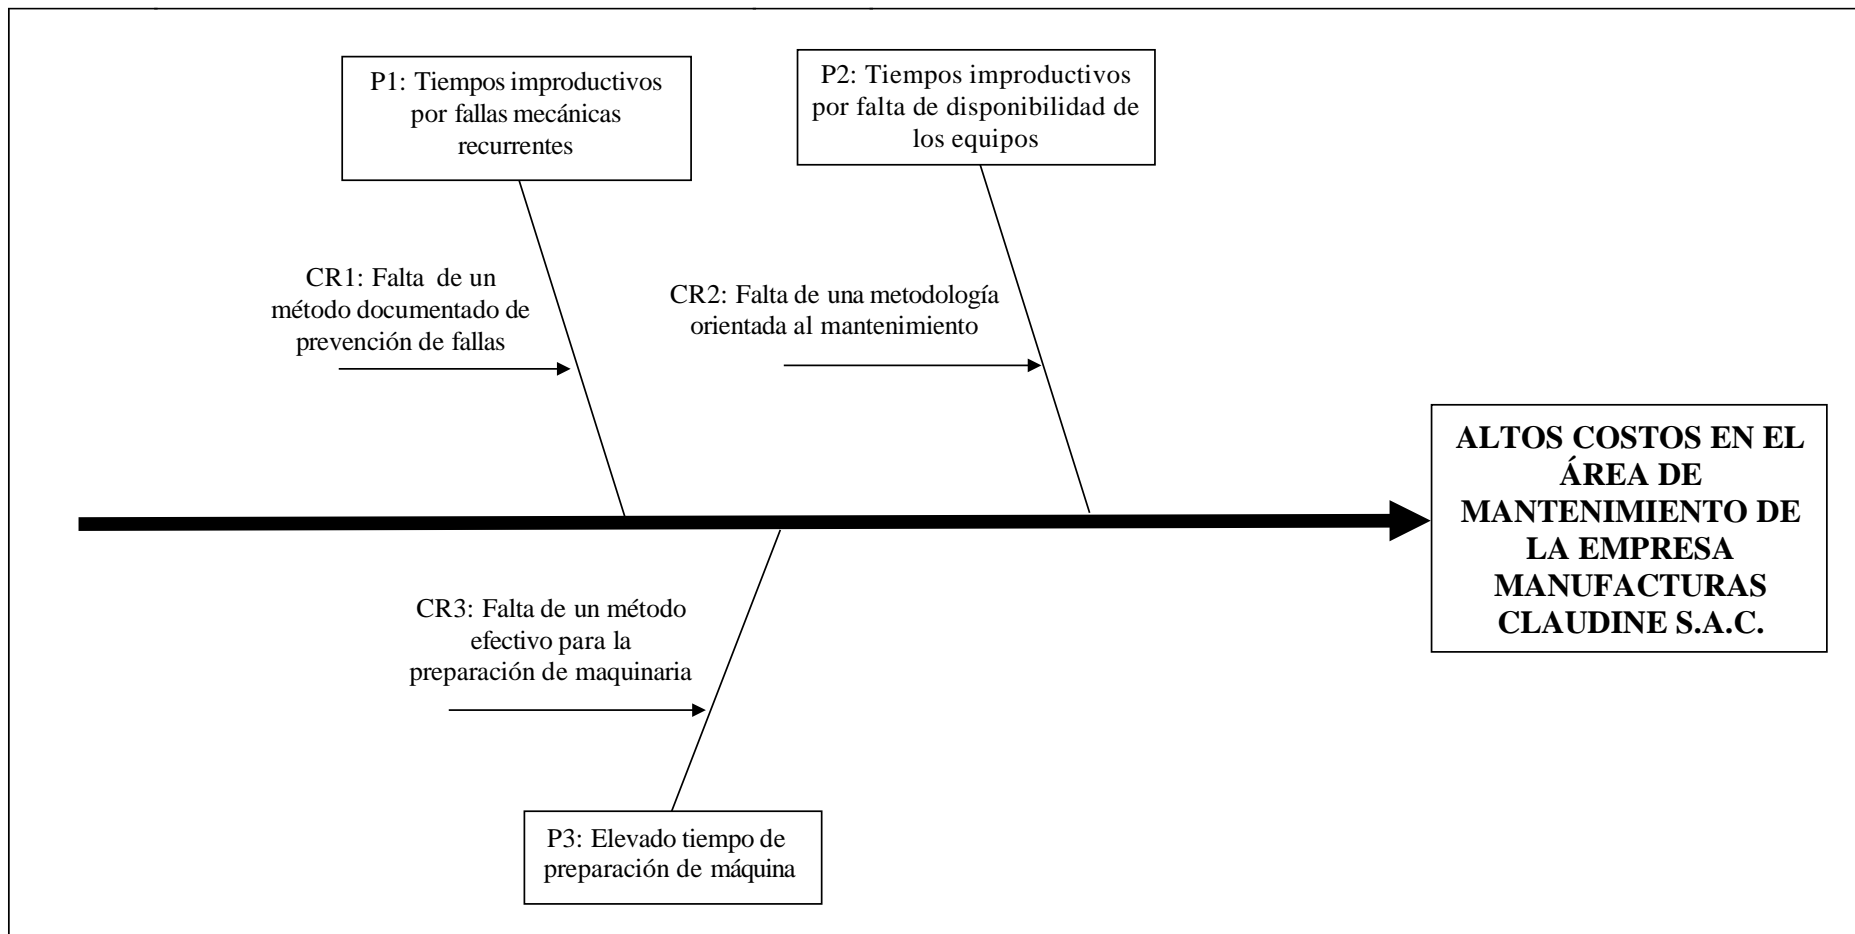 P1: Tiempos improductivos
por fallas mecánicas
recurrentes
P2: Tiempos improductivos
por falta de disponibilidad de
los equipos
CR1: Falta de un
método documentado de
prevención de fallas
CR2: Falta de una metodología
orientada al mantenimiento
ALTOS COSTOS EN EL
ÁREA DE
MANTENIMIENTO DE
LA EMPRESA
MANUFACTURAS
CLAUDINE S.A.C.
CR3: Falta de un método
efectivo para la
preparación de maquinaria
P3: Elevado tiempo de
preparación de máquina